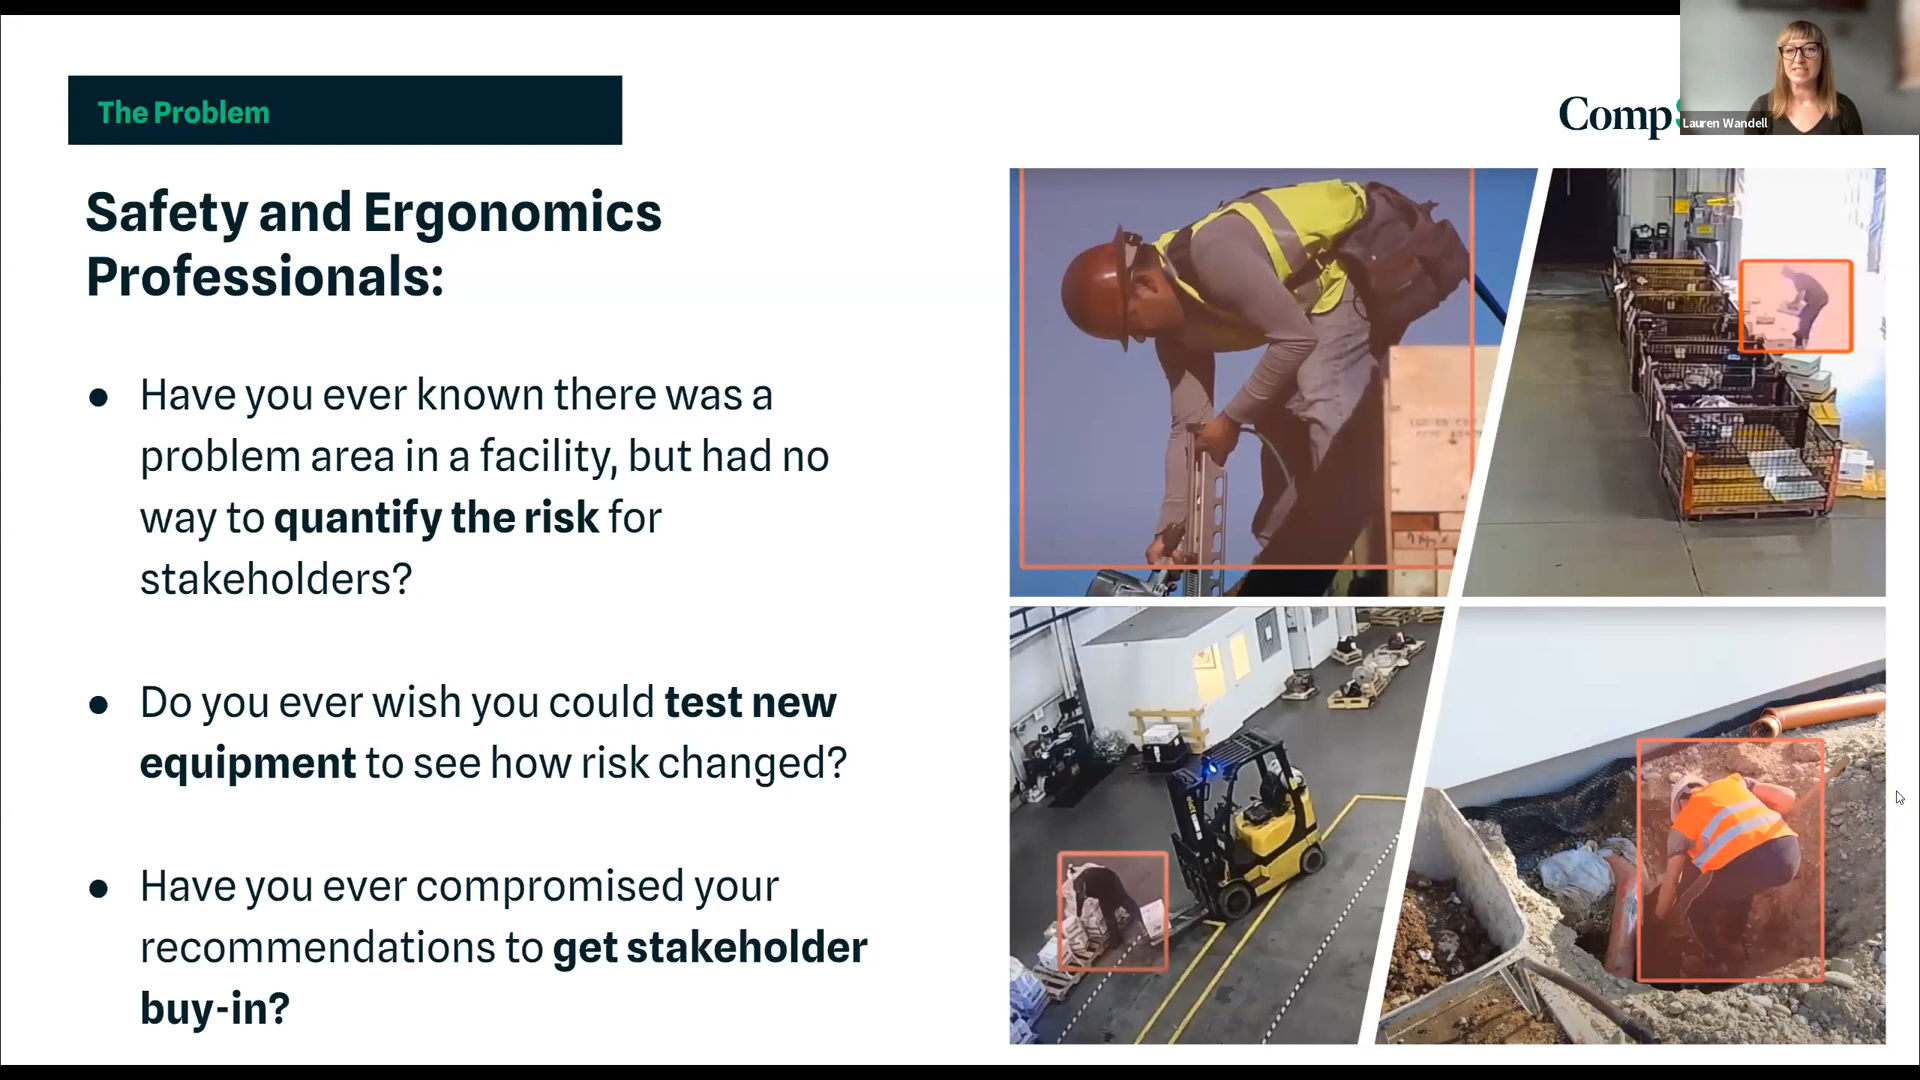 The Problem
Comp
Lauren Wandell
Safety and Ergonomics
Professionals:
● Have you ever known there was a
problem area in a facility, but had no
way to quantify the risk for
stakeholders?
● Do you ever wish you could test new
equipment to see how risk changed?
● Have you ever compromised your
recommendations to get stakeholder
buy-in?